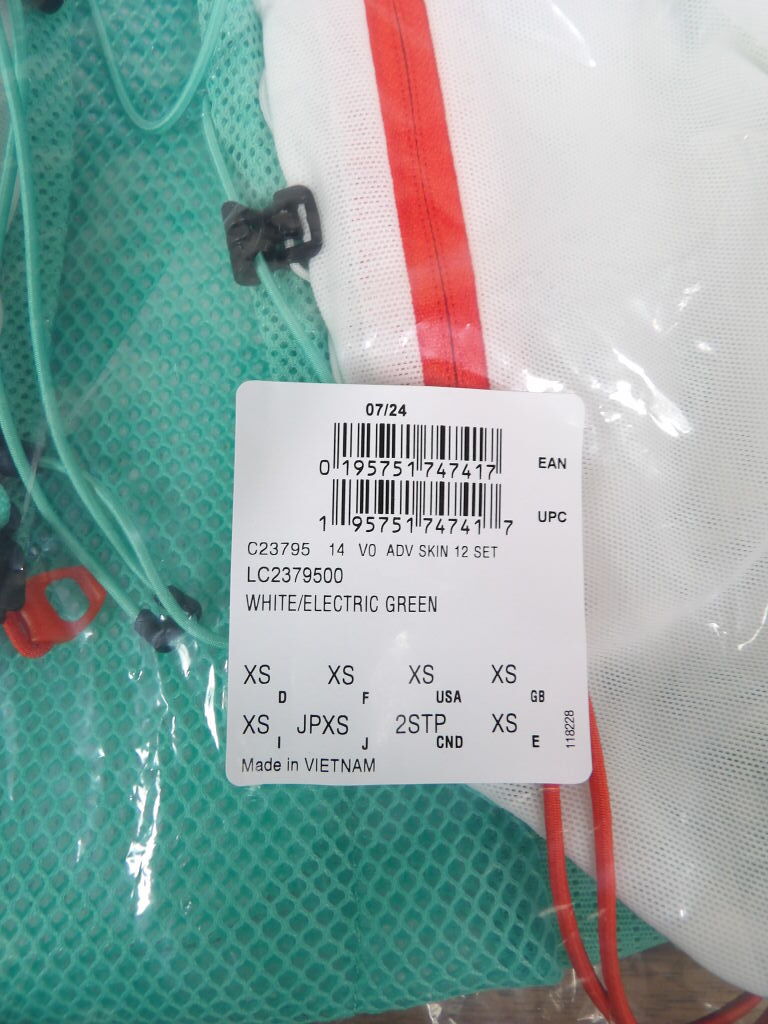 07/24
0 195751 747417
EAN
1 95751 74741 7
UPC
C23795 14 V0 ADV SKIN 12 SET
LC2379500
WHITE/ELECTRIC GREEN
XS D XS F XS USA XS GB
XS I JPXS J 2STP CND XS E
118228
Made in VIETNAM